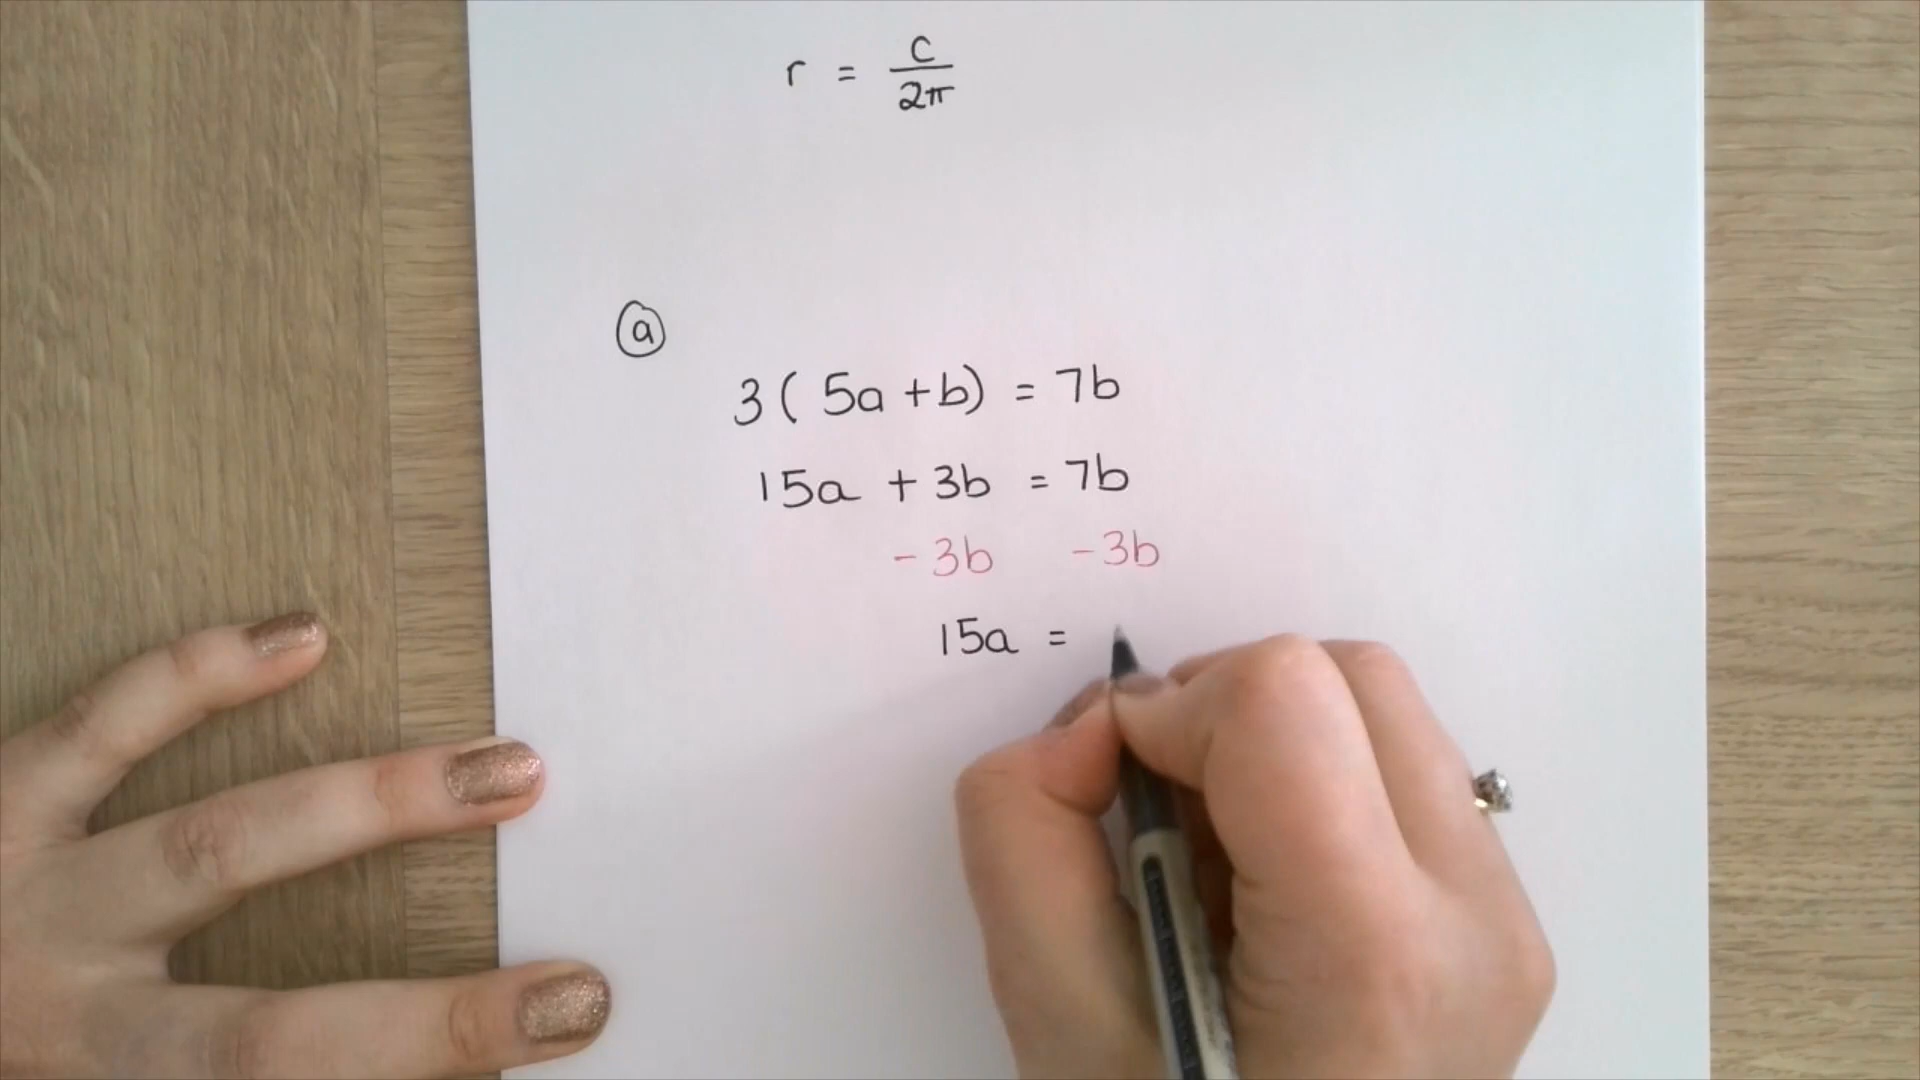 r = C/2π
ⓐ
3( 5a + b) = 7b
15a + 3b = 7b
- 3b - 3b
15a =